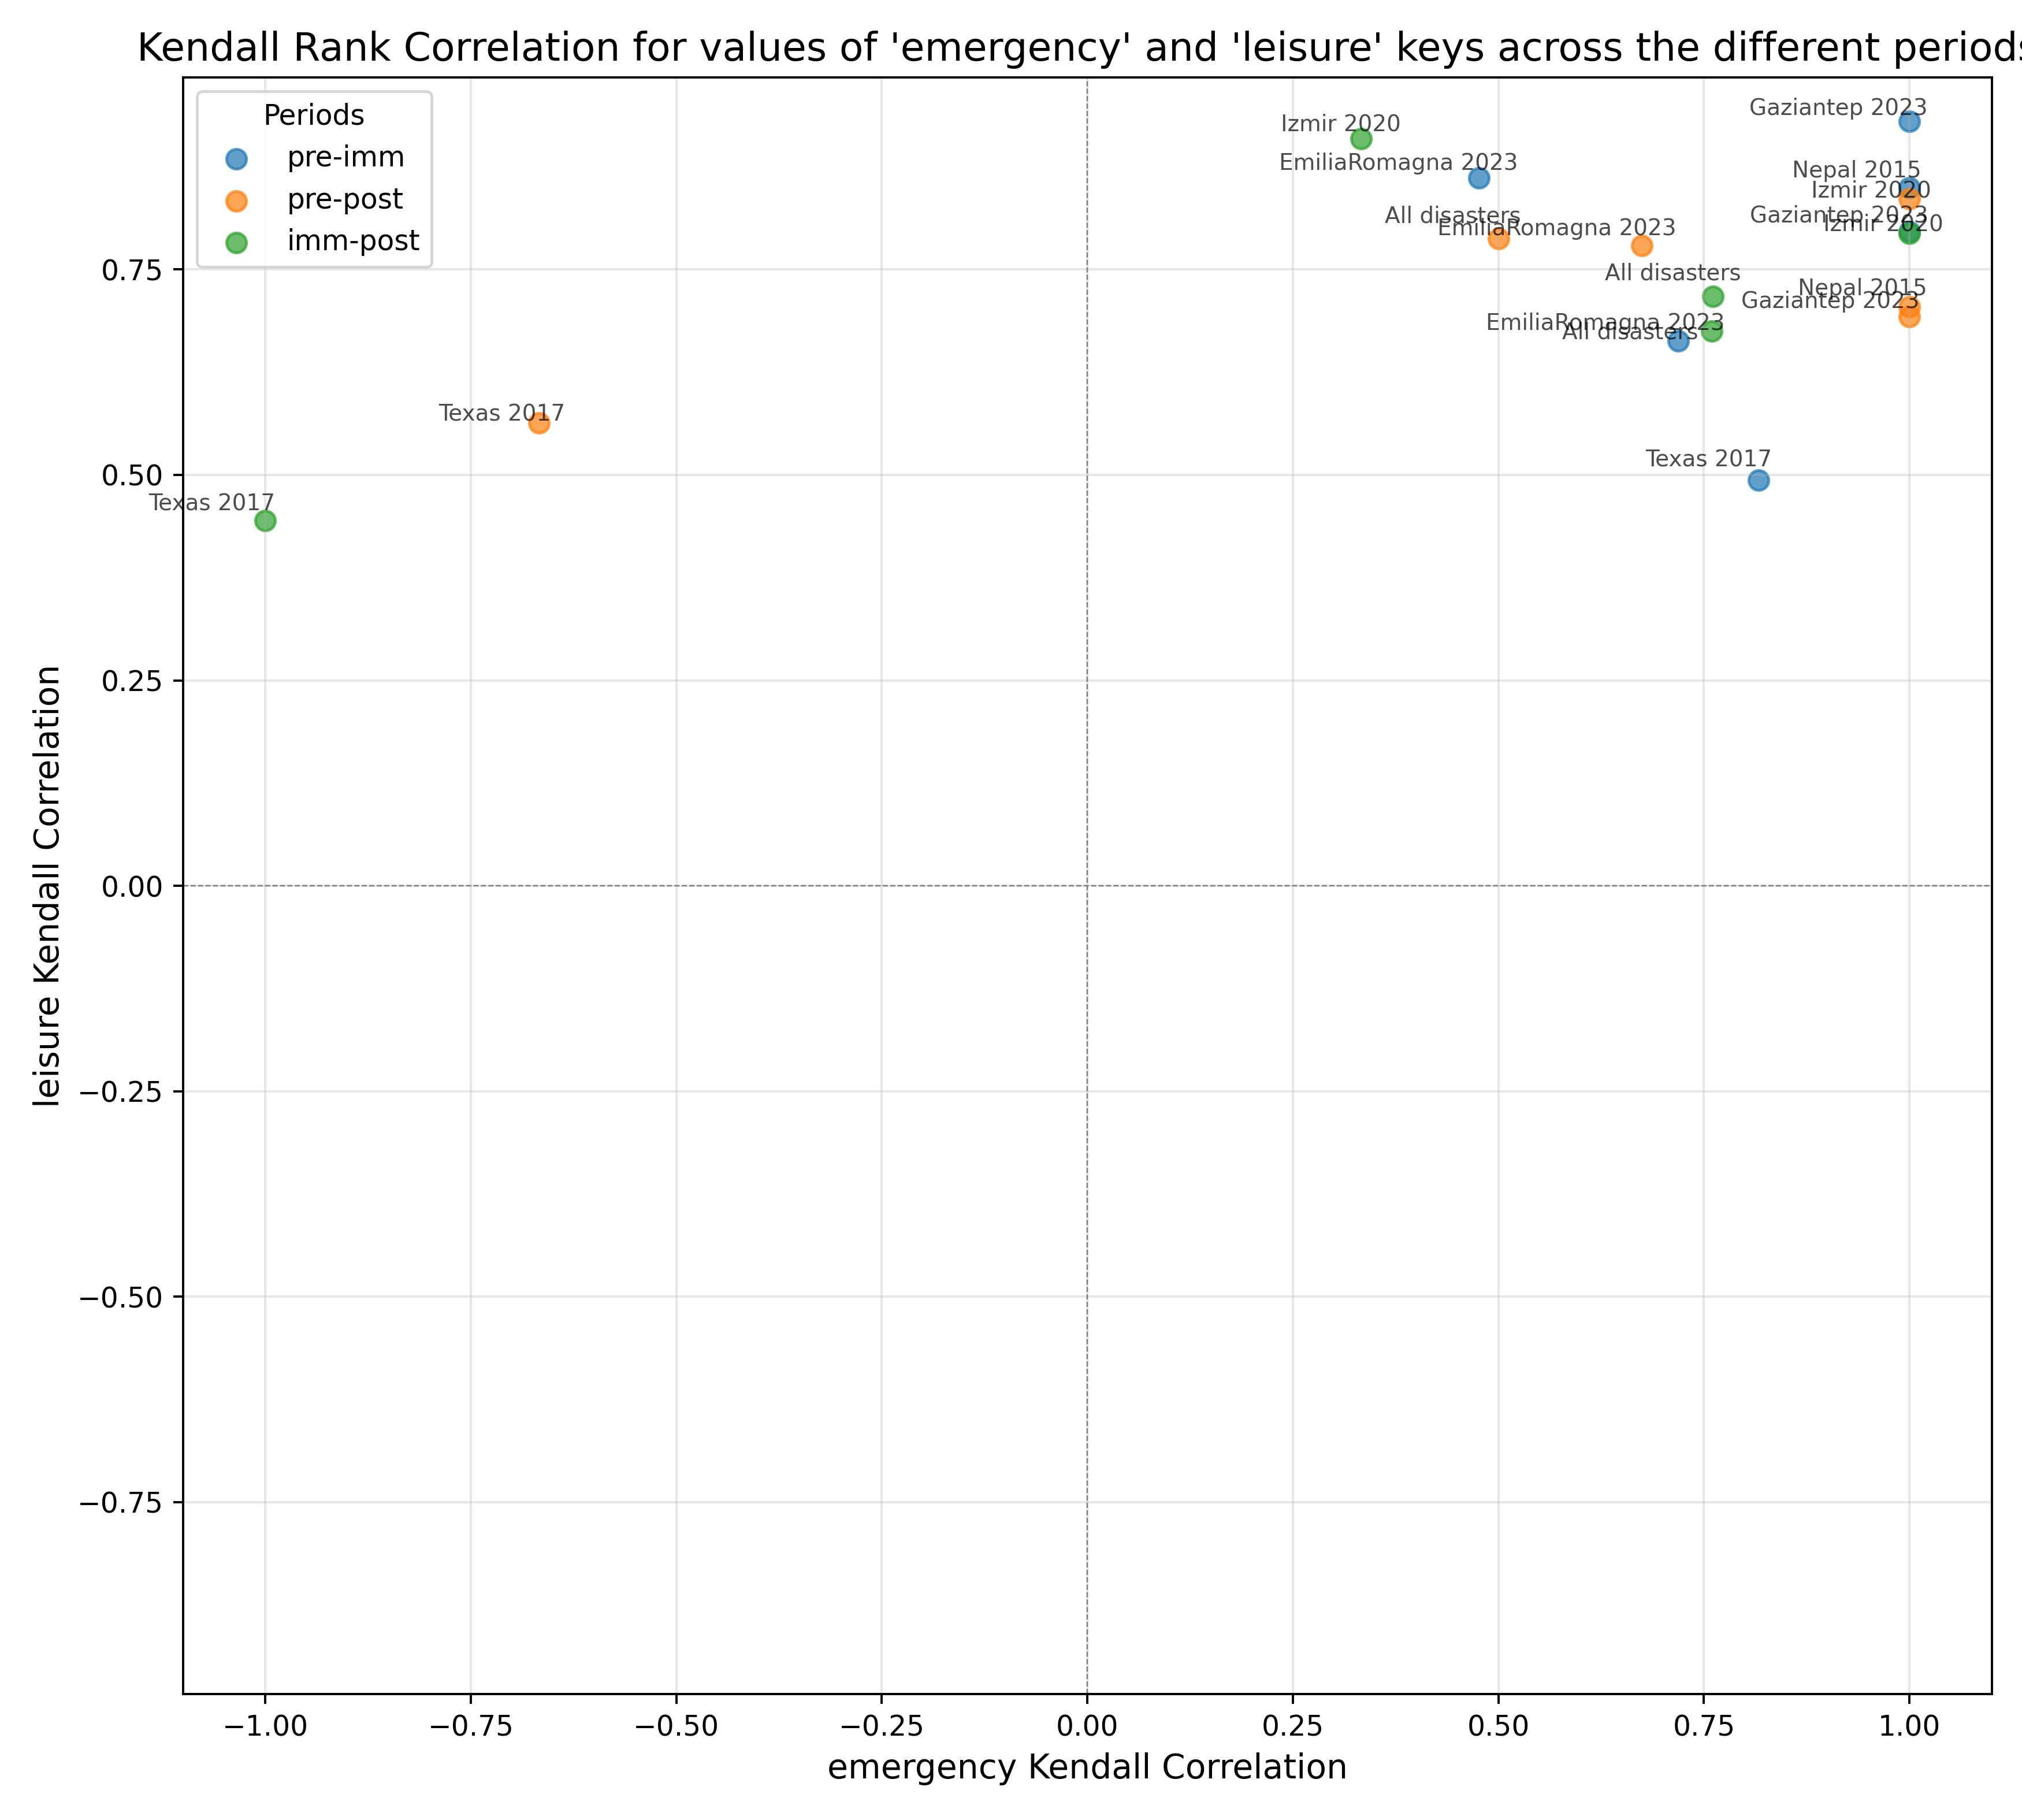 Kendall Rank Correlation for values of 'emergency' and 'leisure' keys across the different periods
Periods
pre-imm
pre-post
imm-post
Gaziantep 2023
Izmir 2020
EmiliaRomagna 2023
Nepal 2015
Izmir 2020
All disasters
Gaziantep 2023
EmiliaRomagna 2023
Izmir 2020
All disasters
Nepal 2015
Gaziantep 2023
EmiliaRomagna 2023
All disasters
Texas 2017
Texas 2017
Texas 2017
0.75
0.50
0.25
0.00
−0.25
−0.50
−0.75
−1.00
−0.75
−0.50
−0.25
0.00
0.25
0.50
0.75
1.00
leisure Kendall Correlation
emergency Kendall Correlation